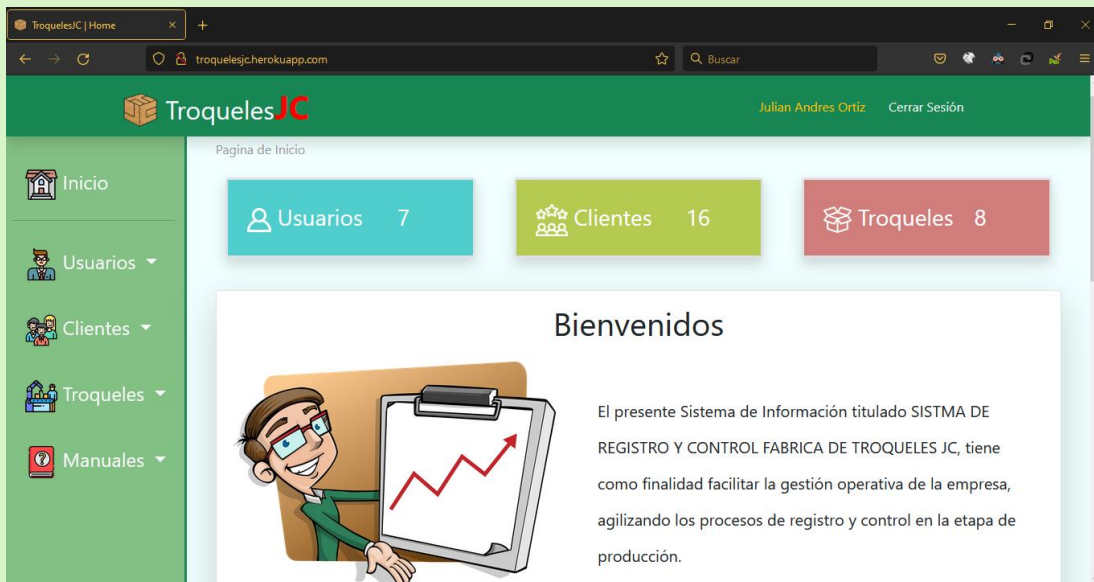 TroquelesJC | Home
troquelesjc.herokuapp.com
Buscar
TroquelesJC
Julian Andres Ortiz
Cerrar Sesión
Pagina de Inicio
Inicio
Usuarios
Clientes
Troqueles
Manuales
Usuarios 7
Clientes 16
Troqueles 8
Bienvenidos
El presente Sistema de Información titulado SISTMA DE
REGISTRO Y CONTROL FABRICA DE TROQUELES JC, tiene
como finalidad facilitar la gestión operativa de la empresa,
agilizando los procesos de registro y control en la etapa de
producción.